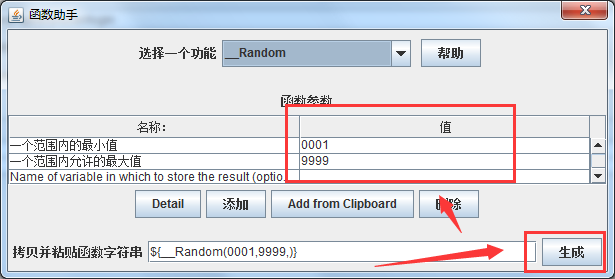 函数助手
选择一个功能 __Random 帮助
函数参数
名称: 值
一个范围内的最小值 0001
一个范围内允许的最大值 9999
Name of variable in which to store the result (optio...
Detail 添加 Add from Clipboard 删除
拷贝并粘贴函数字符串 ${__Random(0001,9999,)} 生成